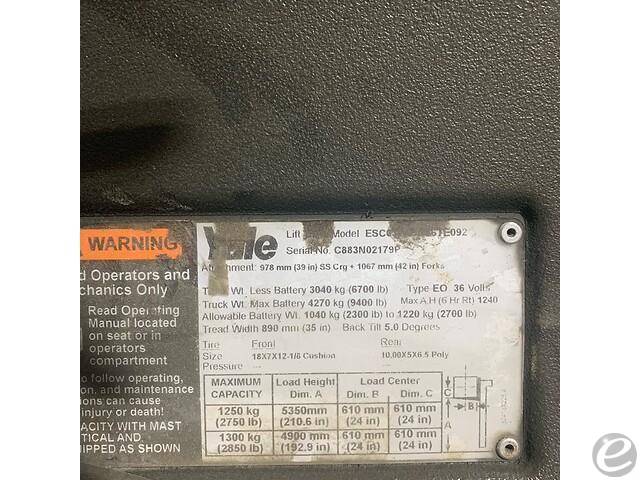 WARNING
d Operators and
chanics Only
Read Operating
Manual located
on seat or in
operators
compartment
to follow operating,
on, and maintenance
ons can cause
injury or death!
ACITY WITH MAST
TICAL AND
IPPED AS SHOWN
Yale
Lift Model
Serial No. C883N02179
978 mm (39 in) SS Crg + 1067 mm (42 in) Forks
Wt. Less Battery 3040 kg (6700 lb) Type EO 36 Volts
Truck Wt. Max Battery 4270 kg (9400 lb) Max A.H (6 Hr Rt) 1240
Allowable Battery Wt. 1040 kg (2300 lb) to 1220 kg (2700 lb)
Tread Width 890 mm (35 in) Back Tilt 5.0 Degrees
Tire Front Rear
Size 18X7X12-1/8 Cushion 10.00X5X6.5 Poly
Pressure --- ---
MAXIMUM CAPACITY Load Height Dim. A Load Center Dim. B Dim. C
1250 kg (2750 lb) 5350mm (210.6 in) 610 mm (24 in) 610 mm (24 in)
1300 kg (2850 lb) 4900 mm (192.9 in) 610 mm (24 in) 610 mm (24 in)
C
B
A